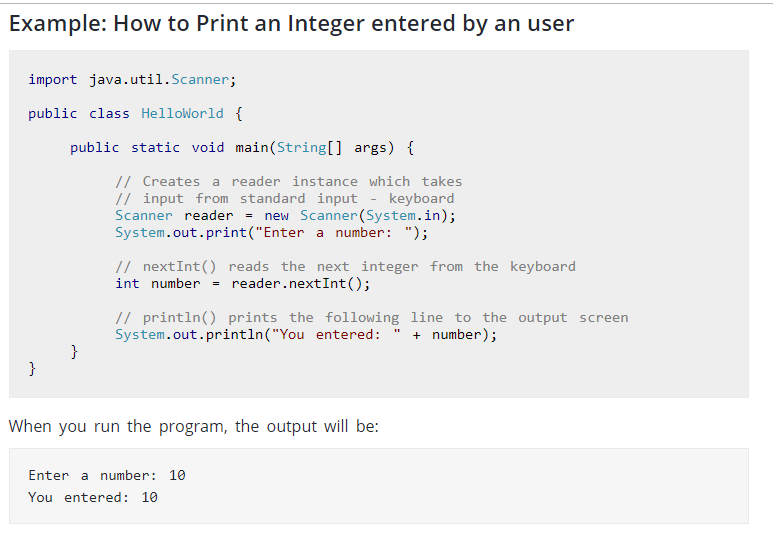 Example: How to Print an Integer entered by an user
import java.util.Scanner;
public class HelloWorld {
public static void main(String[] args) {
// Creates a reader instance which takes
// input from standard input - keyboard
Scanner reader = new Scanner(System.in);
System.out.print("Enter a number: ");
// nextInt() reads the next integer from the keyboard
int number = reader.nextInt();
// println() prints the following line to the output screen
System.out.println("You entered: " + number);
}
}
When you run the program, the output will be:
Enter a number: 10
You entered: 10